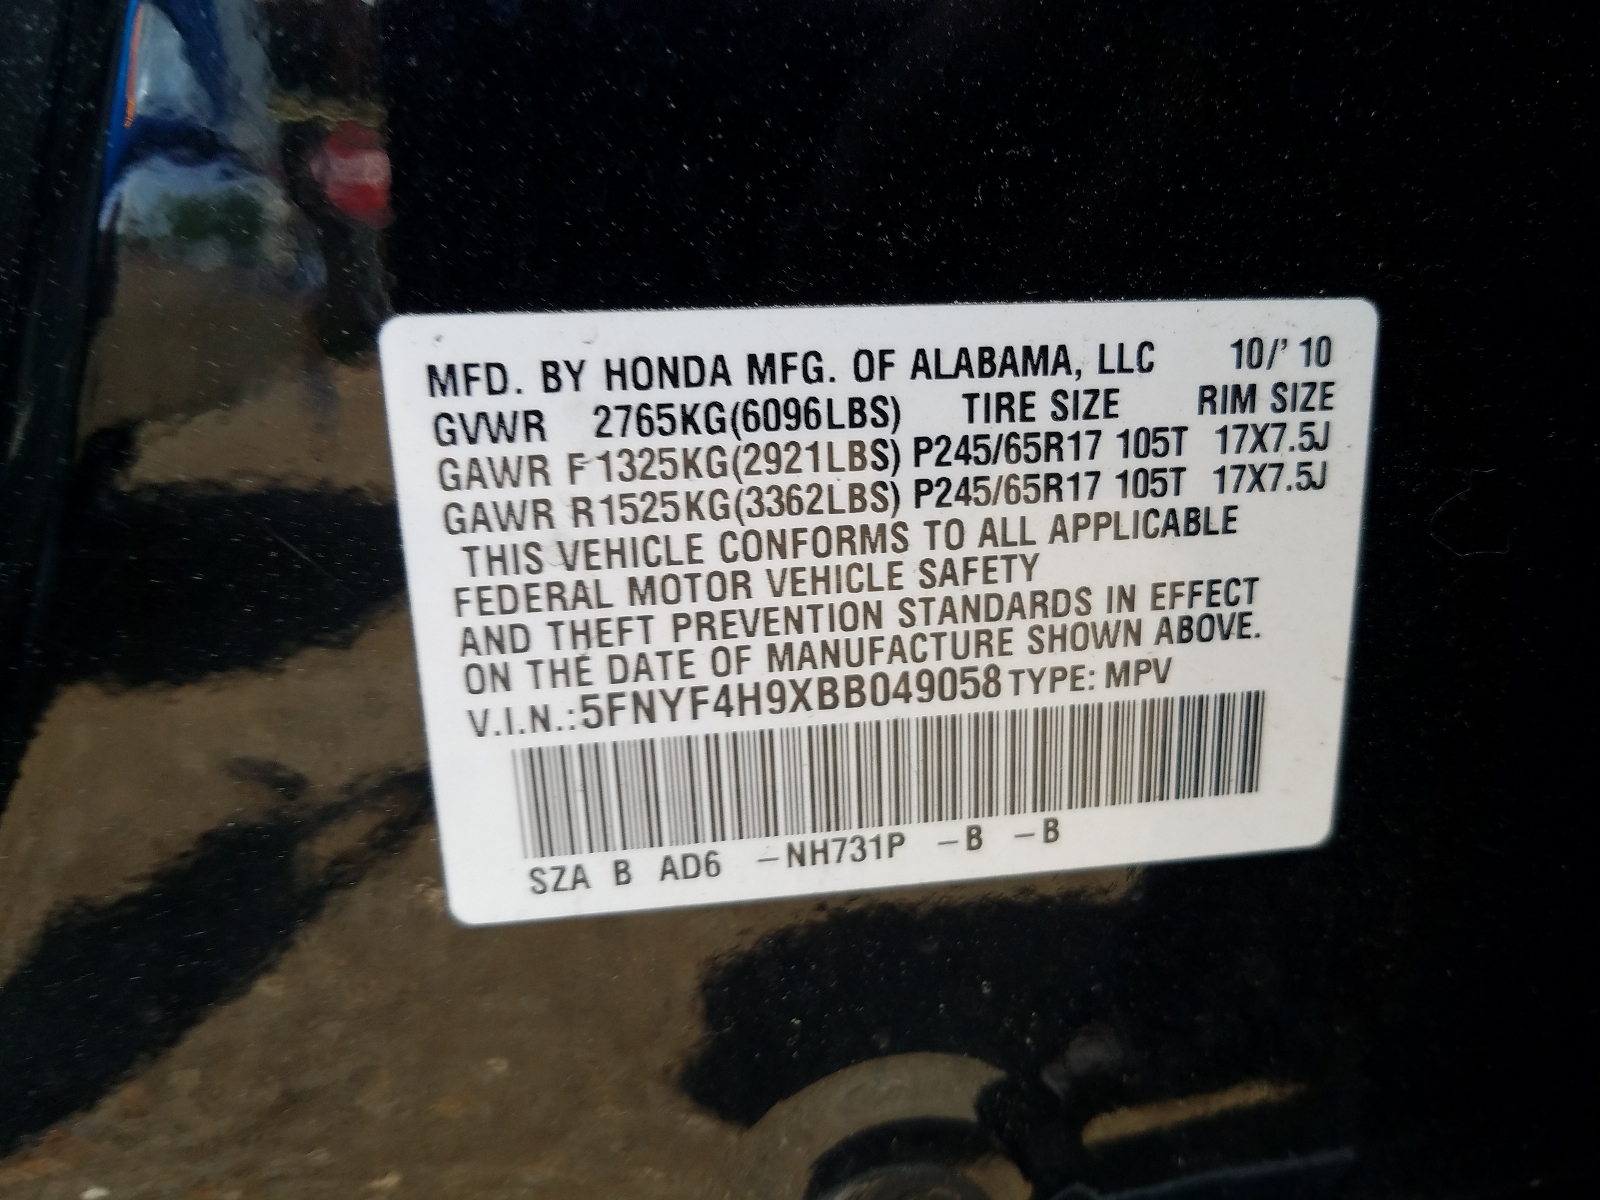 MFD. BY HONDA MFG. OF ALABAMA, LLC 10/' 10
GVWR 2765KG(6096LBS) TIRE SIZE RIM SIZE
GAWR F 1325KG(2921LBS) P245/65R17 105T 17X7.5J
GAWR R1525KG(3362LBS) P245/65R17 105T 17X7.5J
THIS VEHICLE CONFORMS TO ALL APPLICABLE
FEDERAL MOTOR VEHICLE SAFETY
AND THEFT PREVENTION STANDARDS IN EFFECT
ON THE DATE OF MANUFACTURE SHOWN ABOVE.
V.I.N.:5FNYF4H9XBB049058 TYPE: MPV
SZA B AD6 –NH731P –B –B